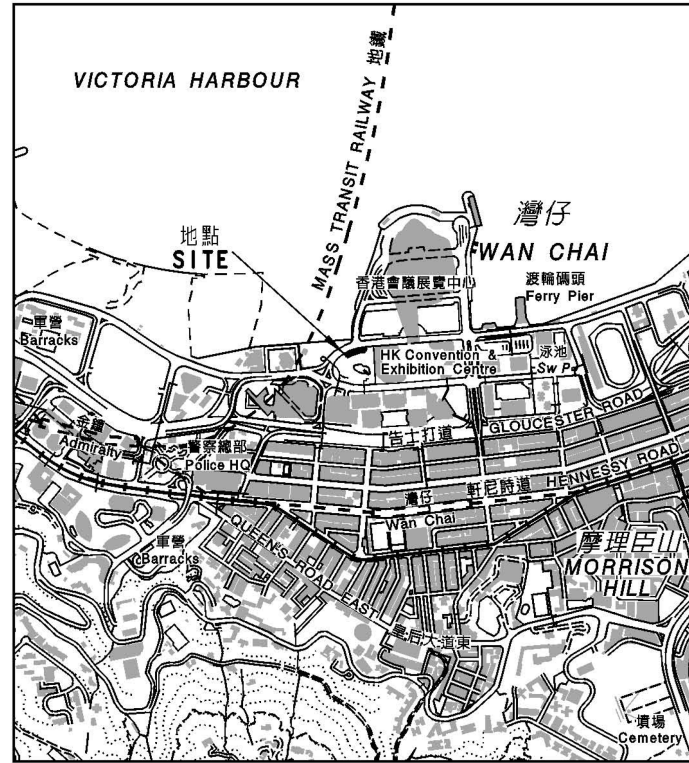 VICTORIA HARBOUR
MASS TRANSIT RAILWAY 地鐵
地點
SITE
灣仔
WAN CHAI
香港會議展覽中心
渡輪碼頭
Ferry Pier
軍營
Barracks
HK Convention &
Exhibition Centre
泳池
Sw P
金鐘
Admiralty
警察總部
Police HQ
告士打道
GLOUCESTER ROAD
灣仔
Wan Chai
軒尼詩道
HENNESSY ROAD
軍營
Barracks
QUEEN'S ROAD EAST
皇后大道東
摩理臣山
MORRISON
HILL
墳場
Cemetery